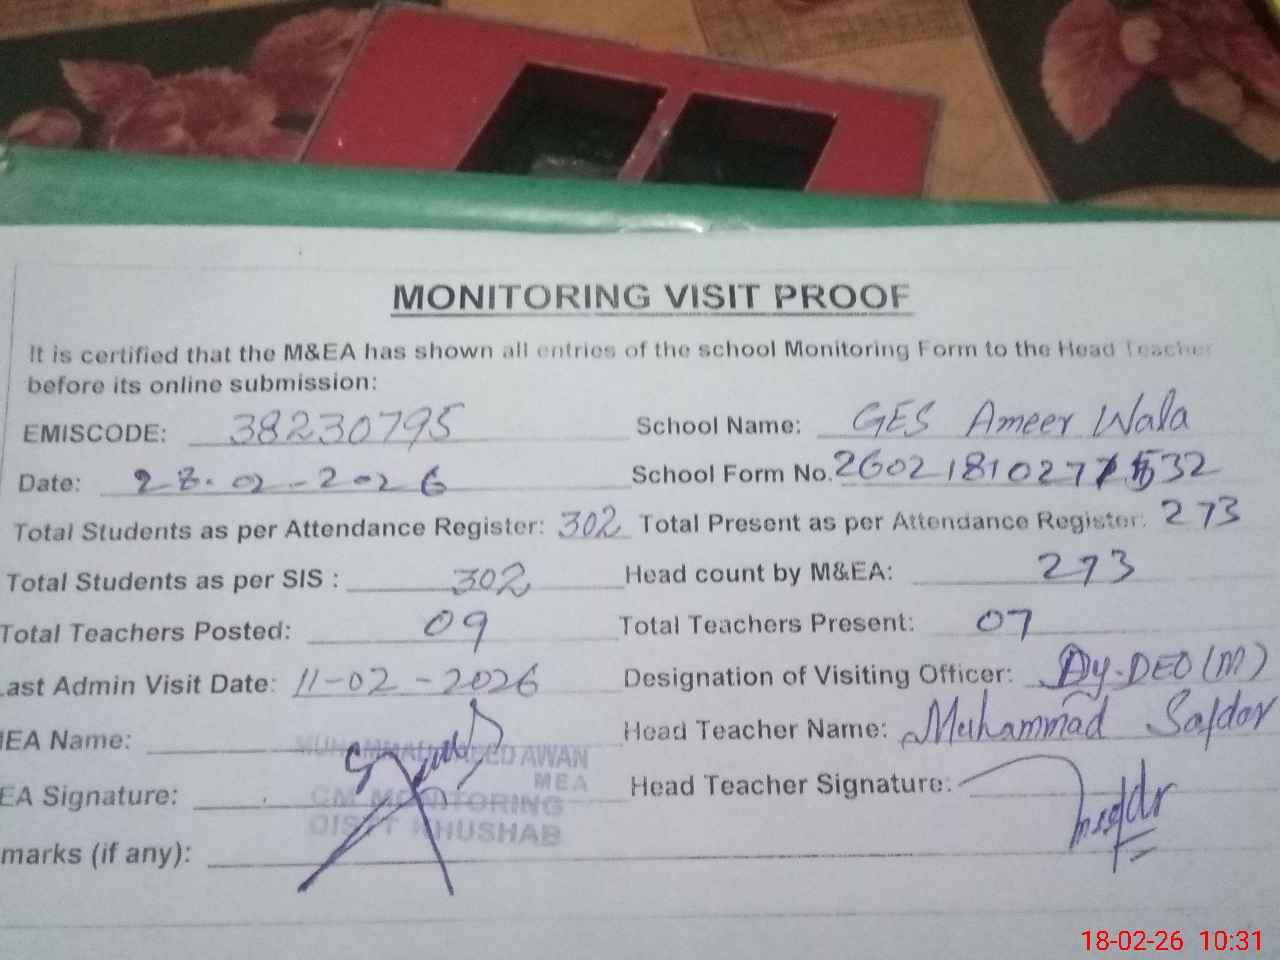 MONITORING VISIT PROOF
It is certified that the M&EA has shown all entries of the school Monitoring Form to the Head Teacher
before its online submission:
EMISCODE: 38230795 School Name: GES Ameer Wala
Date: 28.02-2026 School Form No. 2602181027
Total Students as per Attendance Register: 302 Total Present as per Attendance Register: 273
Total Students as per SIS : 302 Head count by M&EA: 273
Total Teachers Posted: 09 Total Teachers Present: 07
Last Admin Visit Date: 11-02-2026 Designation of Visiting Officer: Dy-DEO(M)
MEA Name: Head Teacher Name: Muhammad Safdar
MUHAMMAD AWAN
MEA
EA Signature: Head Teacher Signature:
CM MONITORING
DISTT KHUSHAB
marks (if any):
18-02-26 10:31